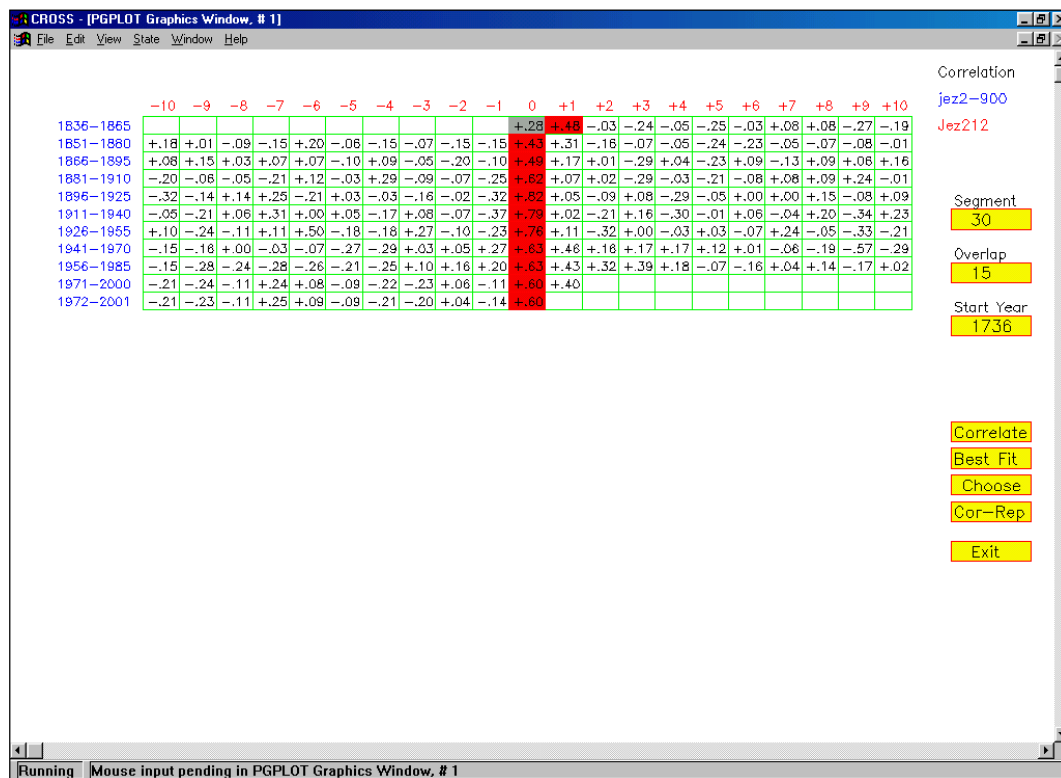 CROSS - [PGPLOT Graphics Window, # 1]
File Edit View State Window Help
Correlation
jez2-900
Jez212
-10 -9 -8 -7 -6 -5 -4 -3 -2 -1 0 +1 +2 +3 +4 +5 +6 +7 +8 +9 +10
1836-1865 +.28 +.48 -.03 -.24 -.05 -.25 -.03 +.08 +.08 -.27 -.19
1851-1880 +.18 +.01 -.09 -.15 +.20 -.06 -.15 -.07 -.15 -.15 +.43 +.31 -.16 -.07 -.05 -.24 -.23 -.05 -.07 -.08 -.01
1866-1895 +.08 +.15 +.03 +.07 +.07 -.10 +.09 -.05 -.20 -.10 +.49 +.17 +.01 -.29 +.04 -.23 +.09 -.13 +.09 +.06 +.16
1881-1910 -.20 -.06 -.05 -.21 +.12 -.03 +.29 -.09 -.07 -.25 +.62 +.07 +.02 -.29 -.03 -.21 -.08 +.08 +.09 +.24 -.01
1896-1925 -.32 -.14 +.14 +.25 -.21 +.03 -.03 -.16 -.02 -.32 +.82 +.05 -.09 +.08 -.29 -.05 +.00 +.00 +.15 -.08 +.09
1911-1940 -.05 -.21 +.06 +.31 +.00 +.05 -.17 +.08 -.07 -.37 +.79 +.02 -.21 +.16 -.30 -.01 +.06 -.04 +.20 -.34 +.23
1926-1955 +.10 -.24 -.11 +.11 +.50 -.18 -.18 +.27 -.10 -.23 +.76 +.11 -.32 +.00 -.03 +.03 -.07 +.24 -.05 -.33 -.21
1941-1970 -.15 -.16 +.00 -.03 -.07 -.27 -.29 +.03 +.05 +.27 +.63 +.46 +.16 +.17 +.17 +.12 +.01 -.06 -.19 -.57 -.29
1956-1985 -.15 -.28 -.24 -.28 -.26 -.21 -.25 +.10 +.16 +.20 +.63 +.43 +.32 +.39 +.18 -.07 -.16 +.04 +.14 -.17 +.02
1971-2000 -.21 -.24 -.11 +.24 +.08 -.09 -.22 -.23 +.06 -.11 +.60 +.40
1972-2001 -.21 -.23 -.11 +.25 +.09 -.09 -.21 -.20 +.04 -.14 +.60
Segment
30
Overlap
15
Start Year
1736
Correlate
Best Fit
Choose
Cor-Rep
Exit
Running Mouse input pending in PGPLOT Graphics Window, # 1